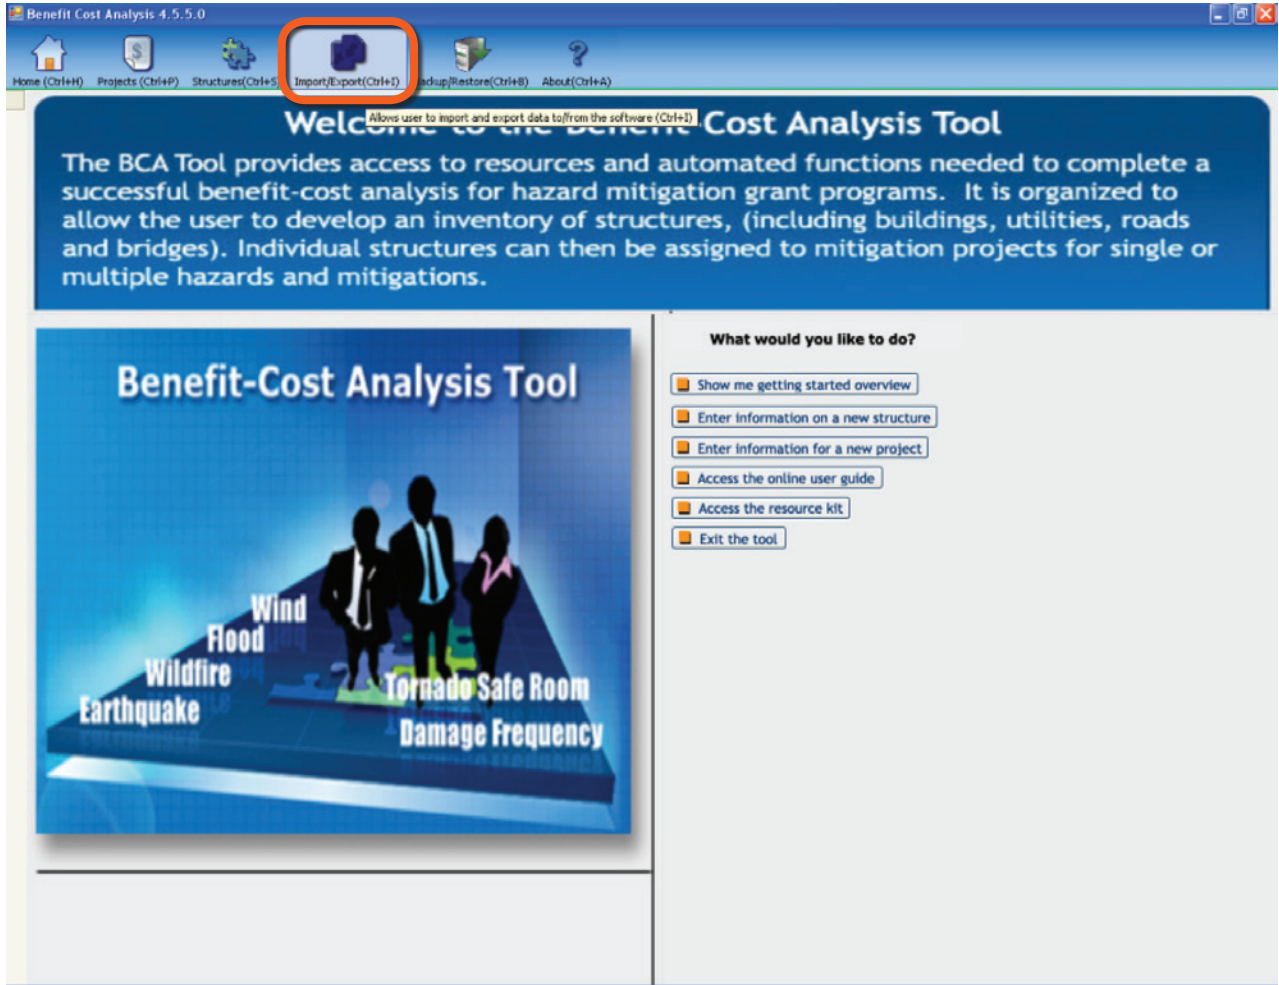 Benefit Cost Analysis 4.5.5.0
Home (Ctrl+H) Projects (Ctrl+P) Structures(Ctrl+S) Import/Export(Ctrl+I) Backup/Restore(Ctrl+B) About(Ctrl+A)
Allows user to import and export data to/from the software (Ctrl+I)
Welcome to the Benefit-Cost Analysis Tool
The BCA Tool provides access to resources and automated functions needed to complete a
successful benefit-cost analysis for hazard mitigation grant programs. It is organized to
allow the user to develop an inventory of structures, (including buildings, utilities, roads
and bridges). Individual structures can then be assigned to mitigation projects for single or
multiple hazards and mitigations.
Benefit-Cost Analysis Tool
Wind
Flood
Wildfire
Earthquake
Tornado Safe Room
Damage Frequency
What would you like to do?
Show me getting started overview
Enter information on a new structure
Enter information for a new project
Access the online user guide
Access the resource kit
Exit the tool